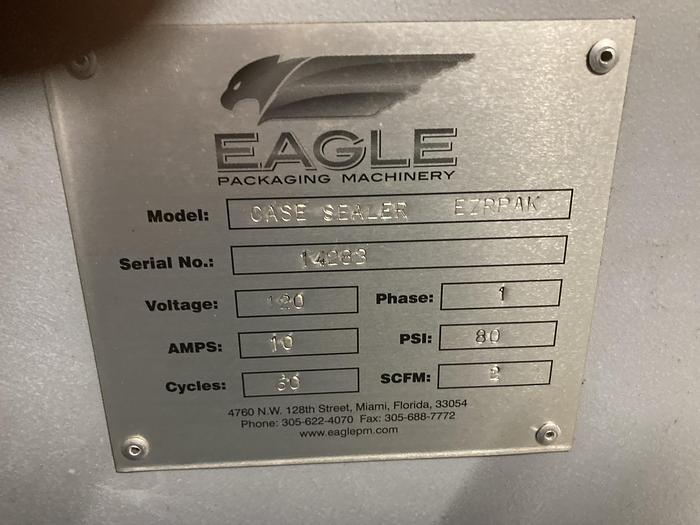 EAGLE
PACKAGING MACHINERY
Model: CASE SEALER EZRPAK
Serial No.: 14283
Voltage: 120 Phase: 1
AMPS: 10 PSI: 80
Cycles: 60 SCFM: 2
4760 N.W. 128th Street, Miami, Florida, 33054
Phone: 305-622-4070 Fax: 305-688-7772
www.eaglepm.com